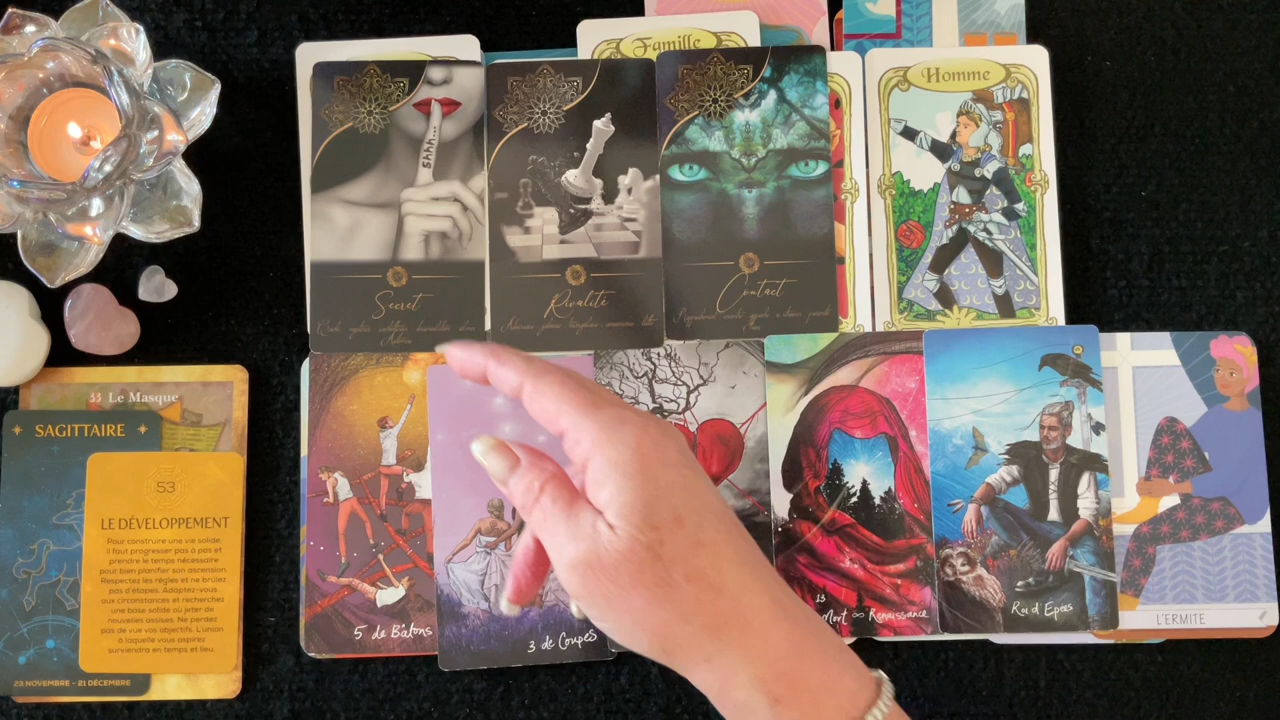 Famille
Homme
shhh...
Secret
Rivalité
Contact
33 Le Masque
SAGITTAIRE
53
LE DÉVELOPPEMENT
Pour construire une vie solide,
il faut progresser pas à pas et
prendre le temps nécessaire
pour bien planifier son ascension.
Respectez les règles et ne brûlez
pas d'étapes. Adaptez-vous
aux circonstances et recherchez
une base solide où jeter de
nouvelles assises. Ne perdez
pas de vue vos objectifs. L'union
à laquelle vous aspirez
surviendra en temps et lieu.
23 NOVEMBRE - 21 DÉCEMBRE
5 de Bâtons
3 de Coupes
13
Mort ∞ Renaissance
Roi d'Epées
L'ERMITE